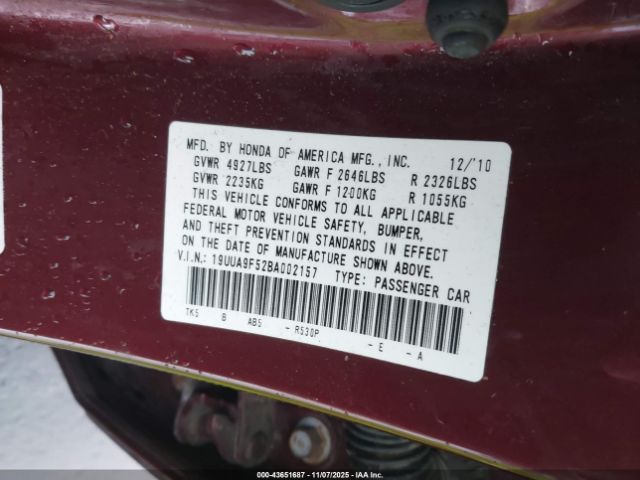 MFD. BY HONDA OF AMERICA MFG., INC. 12/'10
GVWR 4927LBS GAWR F 2646LBS R 2326LBS
GVWR 2235KG GAWR F 1200KG R 1055KG
THIS VEHICLE CONFORMS TO ALL APPLICABLE
FEDERAL MOTOR VEHICLE SAFETY, BUMPER,
AND THEFT PREVENTION STANDARDS IN EFFECT
ON THE DATE OF MANUFACTURE SHOWN ABOVE.
V.I.N.: 19UUA9F52BA002157 TYPE: PASSENGER CAR
TK5 B AB5 - R530P - E - A
000-43651687 - 11/07/2025 - IAAI.COM